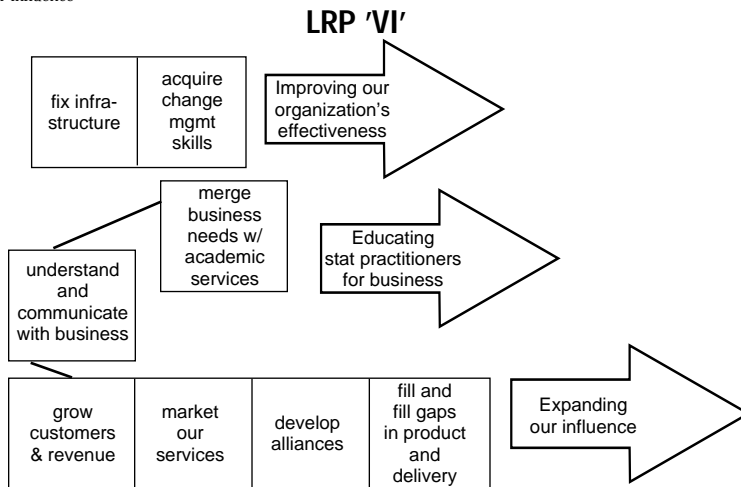 LRP 'VI'
fix infra-
structure
acquire
change
mgmt
skills
Improving our
organization's
effectiveness
merge
business
needs w/
academic
services
Educating
stat practitioners
for business
understand
and
communicate
with business
grow
customers
& revenue
market
our
services
develop
alliances
fill and
fill gaps
in product
and
delivery
Expanding
our influence